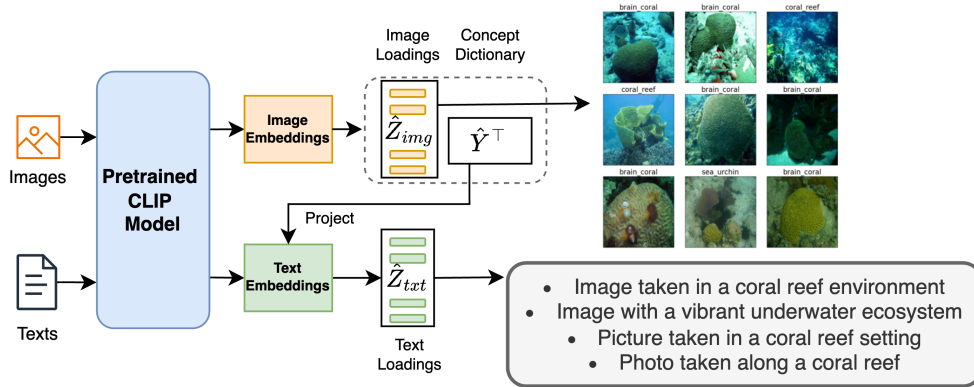 Images
Texts
Pretrained
CLIP
Model
Image
Embeddings
Text
Embeddings
Project
Image
Loadings
Concept
Dictionary
Ẑ_img
Ŷ^⊤
Ẑ_txt
Text
Loadings
brain_coral
brain_coral
coral_reef
coral_reef
brain_coral
brain_coral
brain_coral
sea_urchin
brain_coral
• Image taken in a coral reef environment
• Image with a vibrant underwater ecosystem
• Picture taken in a coral reef setting
• Photo taken along a coral reef